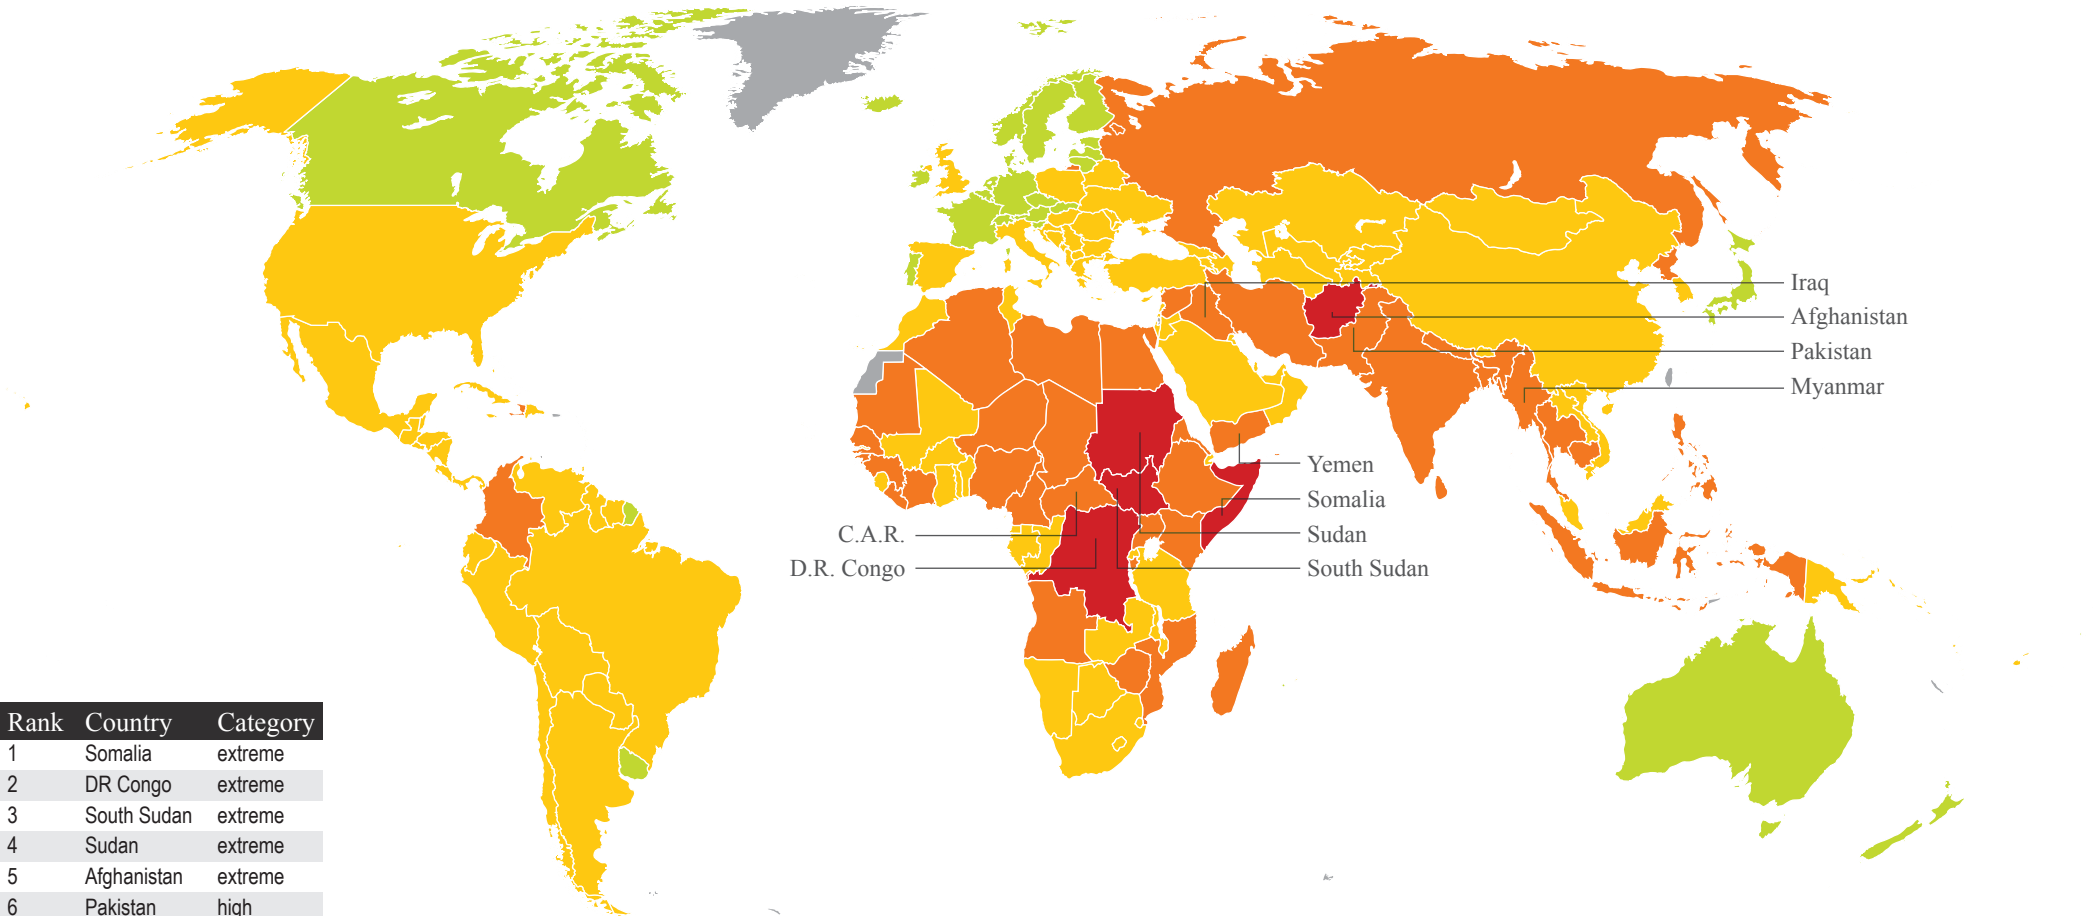 Iraq
Afghanistan
Pakistan
Myanmar
Yemen
Somalia
C.A.R.
Sudan
D.R. Congo
South Sudan
Rank Country Category
1 Somalia extreme
2 DR Congo extreme
3 South Sudan extreme
4 Sudan extreme
5 Afghanistan extreme
6 Pakistan high